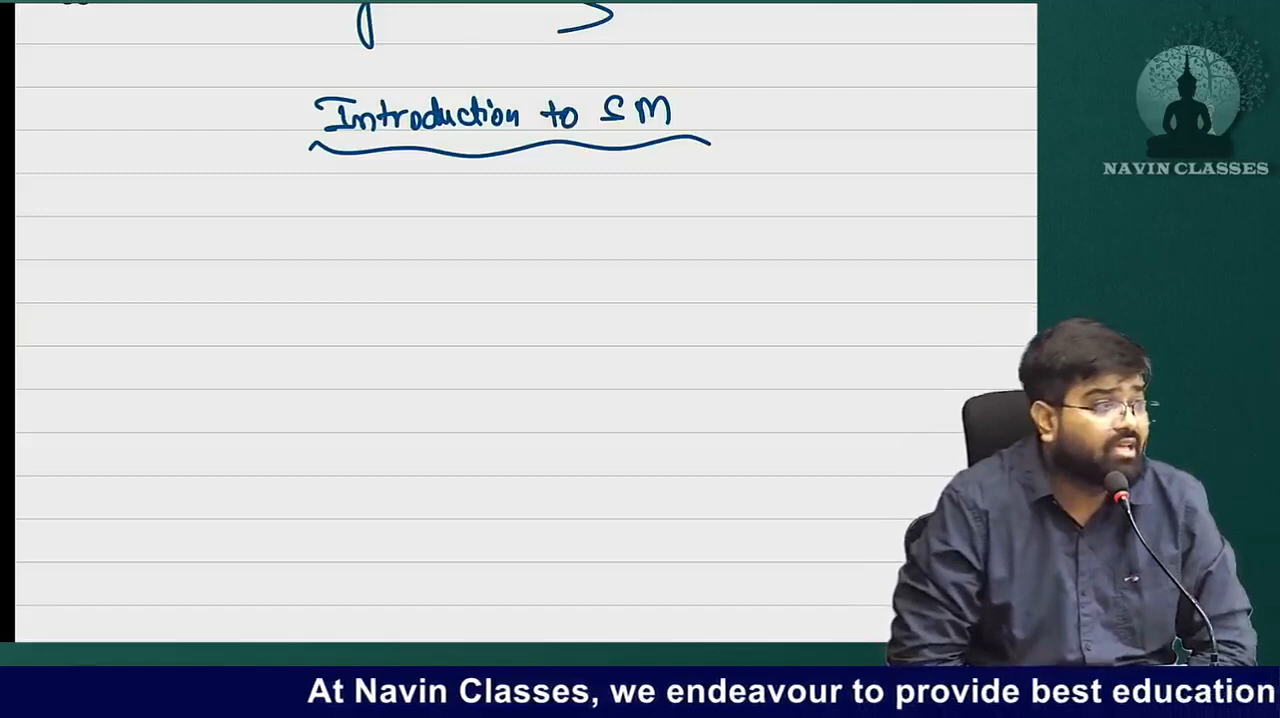 Introduction to SM
NAVIN CLASSES
At Navin Classes, we endeavour to provide best education